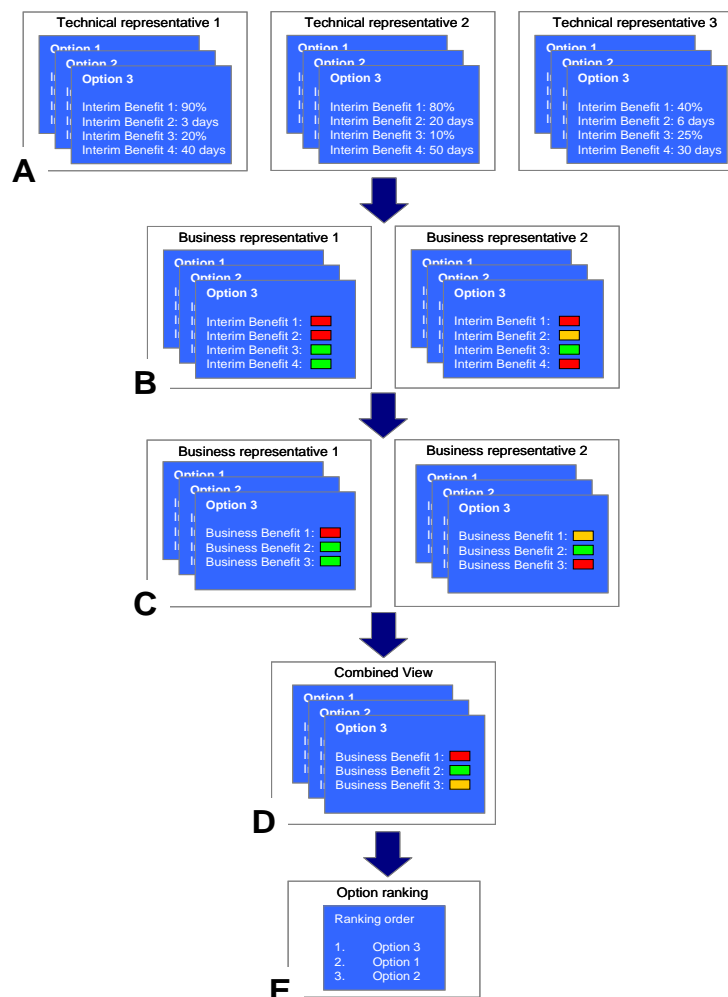 Technical representative 1
Option 1
Option 2
Option 3
Interim Benefit 1: 90%
Interim Benefit 2: 3 days
Interim Benefit 3: 20%
Interim Benefit 4: 40 days
A
Technical representative 2
Option 1
Option 2
Option 3
Interim Benefit 1: 80%
Interim Benefit 2: 20 days
Interim Benefit 3: 10%
Interim Benefit 4: 50 days
Technical representative 3
Option 1
Option 2
Option 3
Interim Benefit 1: 40%
Interim Benefit 2: 6 days
Interim Benefit 3: 25%
Interim Benefit 4: 30 days
Business representative 1
Option 1
Option 2
Option 3
Interim Benefit 1:
Interim Benefit 2:
Interim Benefit 3:
Interim Benefit 4:
B
Business representative 2
Option 1
Option 2
Option 3
Interim Benefit 1:
Interim Benefit 2:
Interim Benefit 3:
Interim Benefit 4:
Business representative 1
Option 1
Option 2
Option 3
Business Benefit 1:
Business Benefit 2:
Business Benefit 3:
C
Business representative 2
Option 1
Option 2
Option 3
Business Benefit 1:
Business Benefit 2:
Business Benefit 3:
Combined View
Option 1
Option 2
Option 3
Business Benefit 1:
Business Benefit 2:
Business Benefit 3:
D
Option ranking
Ranking order
1. Option 3
2. Option 1
3. Option 2
E